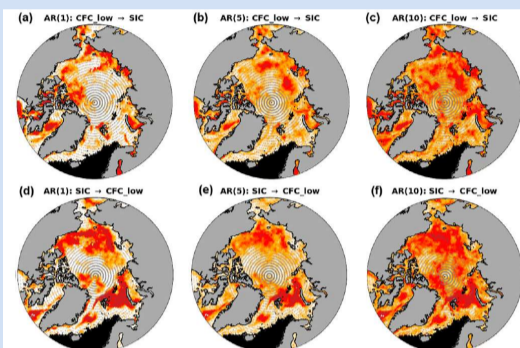 (a) AR(1): CFC_low → SIC
(b) AR(5): CFC_low → SIC
(c) AR(10): CFC_low → SIC
(d) AR(1): SIC → CFC_low
(e) AR(5): SIC → CFC_low
(f) AR(10): SIC → CFC_low